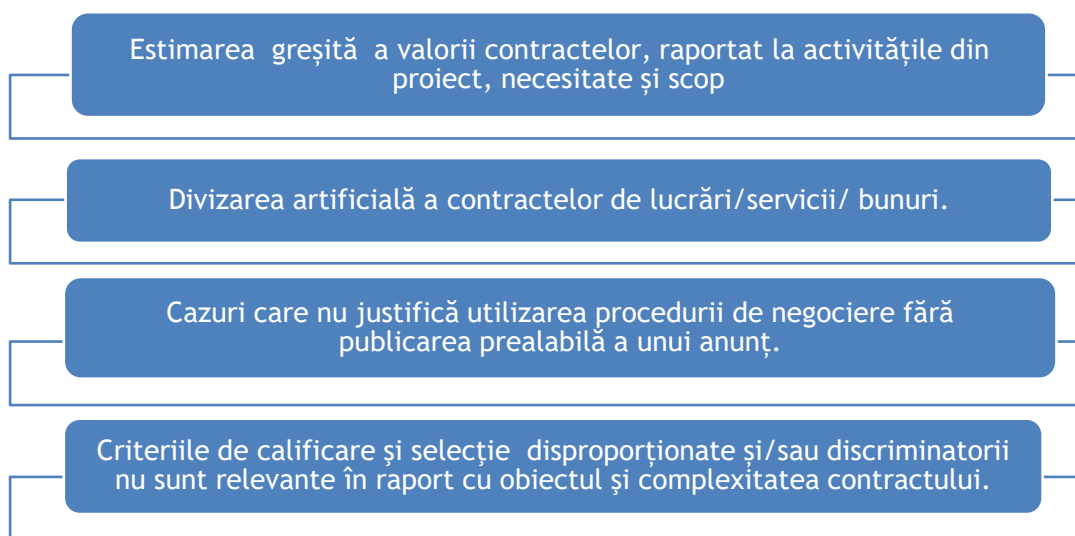 Estimarea  greșită  a valorii contractelor, raportat la activitățile din
proiect, necesitate și scop
Divizarea artificială a contractelor de lucrări/servicii/ bunuri.
Cazuri care nu justifică utilizarea procedurii de negociere fără
publicarea prealabilă a unui anunț.
Criteriile de calificare şi selecţie  disproporționate și/sau discriminatorii
nu sunt relevante în raport cu obiectul şi complexitatea contractului.